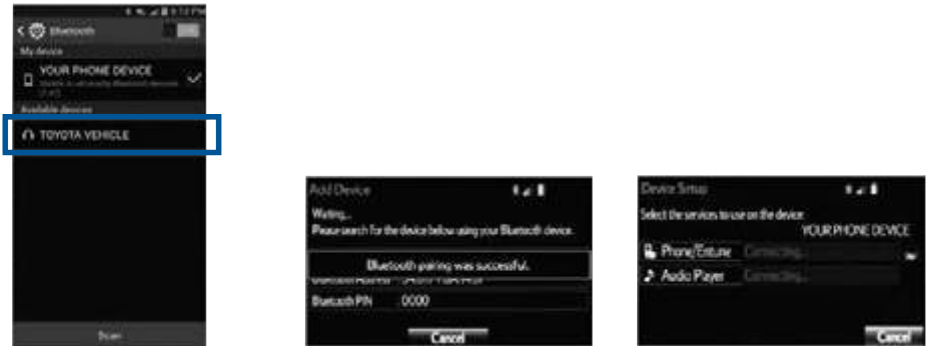 Bluetooth
My device
YOUR PHONE DEVICE
Available devices
TOYOTA VEHICLE
Scan
Add Device
Waiting...
Please search for the device below using your Bluetooth device.
Bluetooth pairing was successful.
Bluetooth PIN 0000
Cancel
Device Setup
Select the services to use on the device
YOUR PHONE DEVICE
Phone/Entune Connecting...
Audio Player Connecting...
Cancel